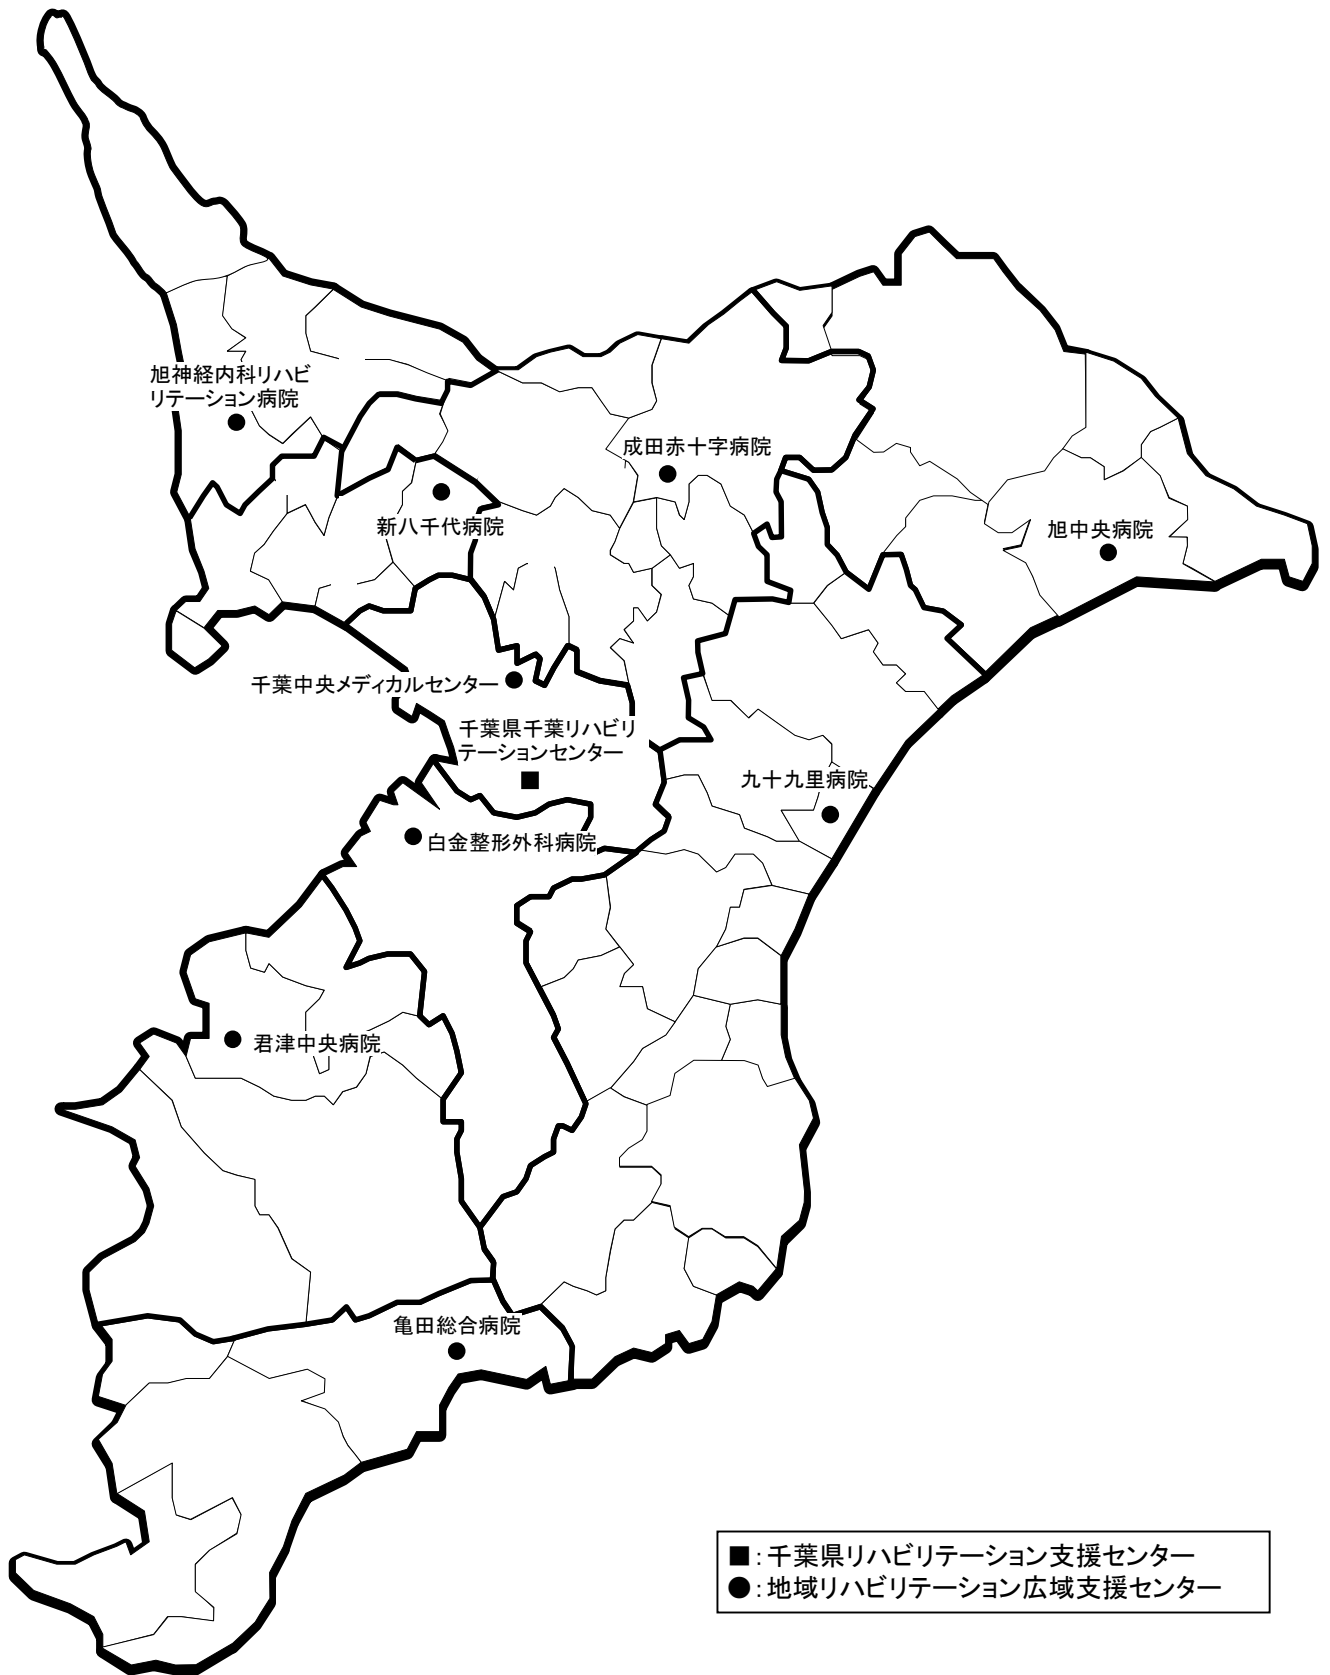 旭神経内科リハビ
リテーション病院
成田赤十字病院
新八千代病院
旭中央病院
千葉中央メディカルセンター
千葉県千葉リハビリ
テーションセンター
九十九里病院
白金整形外科病院
君津中央病院
亀田総合病院
■:千葉県リハビリテーション支援センター
●:地域リハビリテーション広域支援センター